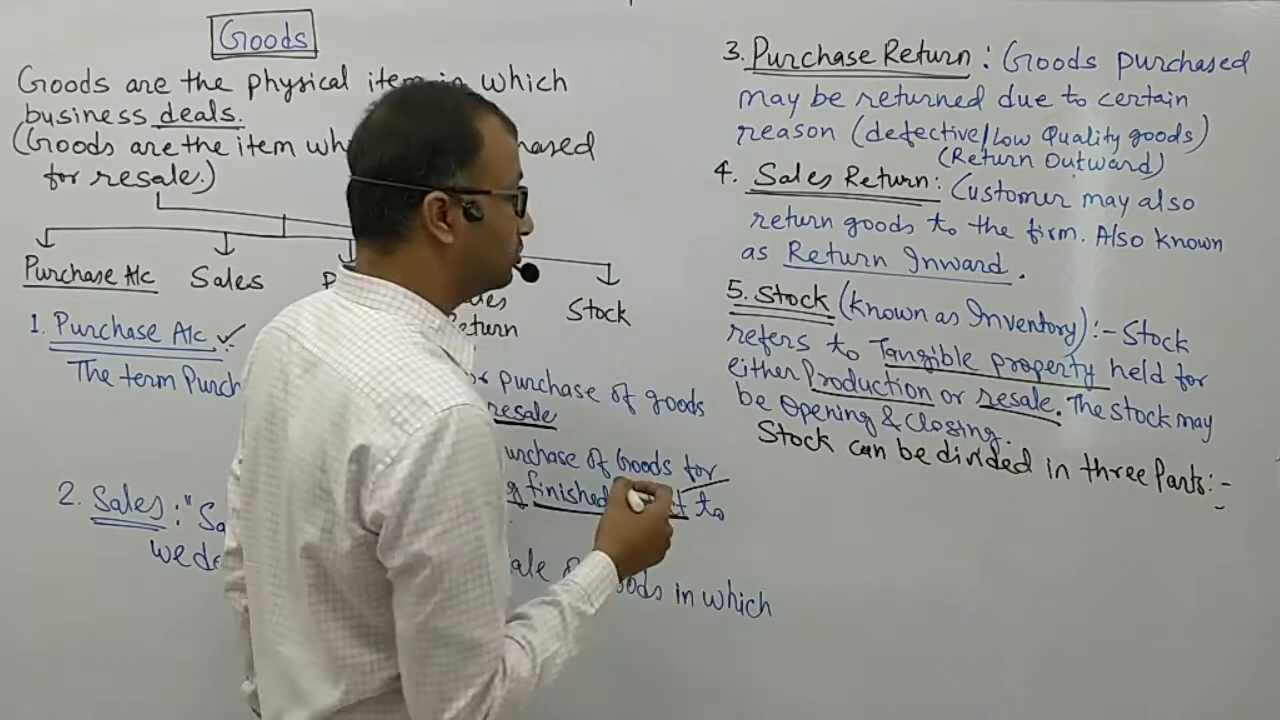 Goods
Goods are the physical item in which
business deals.
(Goods are the item wh hased
for resale.)
Purchase A/c Sales P
Return Stock
1. Purchase A/c ✓
The term Purch
purchase of goods
resale
urchase of Goods for
finished to
2. Sales: "Sa
ale goods in which
we de
3. Purchase Return: Goods purchased
may be returned due to certain
reason (defective/Low Quality goods)
(Return Outward)
4. Sales Return: Customer may also
return goods to the firm. Also known
as Return Inward.
5. Stock (known as Inventory):- Stock
refers to Tangible property held for
either Production or resale. The stock may
be Opening & Closing.
Stock can be divided in three Parts:-